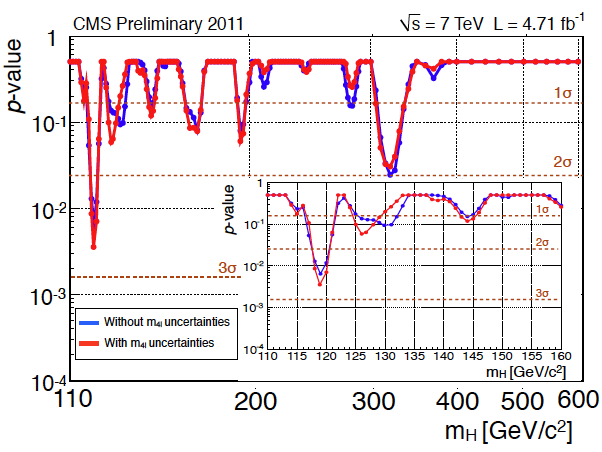 CMS Preliminary 2011 √s = 7 TeV L = 4.71 fb⁻¹
p-value
1
10⁻¹
10⁻²
10⁻³
10⁻⁴
1σ
2σ
3σ
Without m₄ₗ uncertainties
With m₄ₗ uncertainties
110 200 300 400 500 600
mH [GeV/c²]
p-value
1
10⁻¹
10⁻²
10⁻³
10⁻⁴
1σ
2σ
3σ
110 115 120 125 130 135 140 145 150 155 160
mH [GeV/c²]